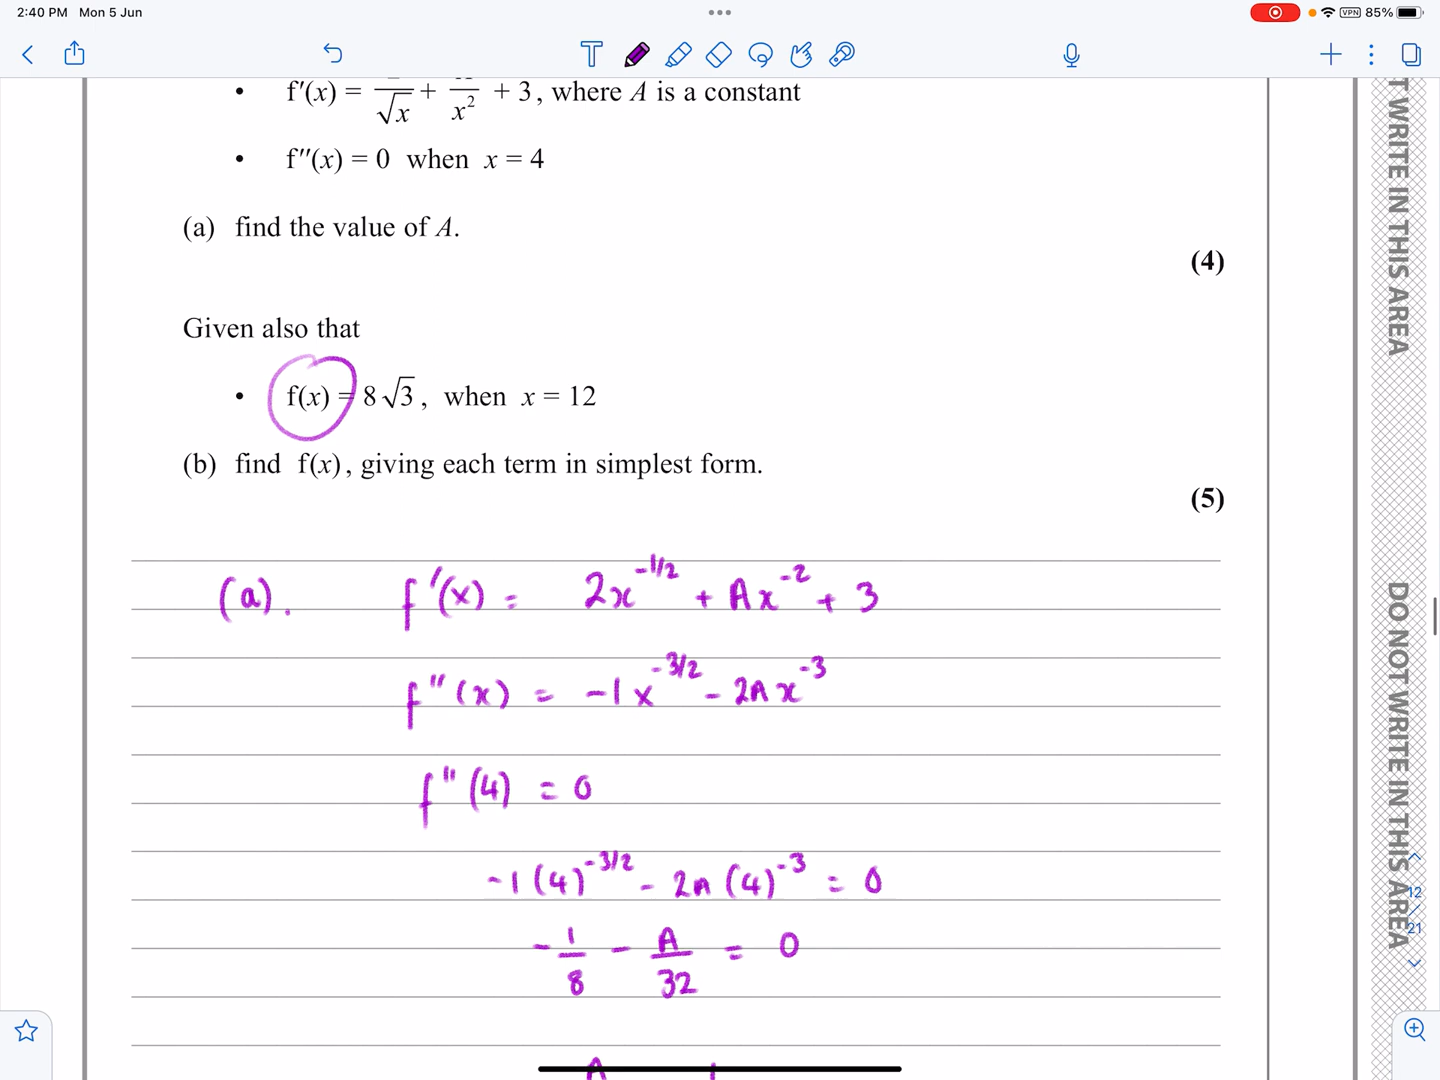 2:40 PM Mon 5 Jun
VPN 85%
T
• f′(x) = /√x + /x² + 3, where A is a constant
• f″(x) = 0 when x = 4
(a) find the value of A.
(4)
Given also that
• f(x) = 8√3, when x = 12
(b) find f(x), giving each term in simplest form.
(5)
(a). f′(x) = 2x^(-1/2) + Ax^(-2) + 3
f″(x) = -1x^(-3/2) - 2Ax^(-3)
f″(4) = 0
-1(4)^(-3/2) - 2A(4)^(-3) = 0
-1/8 - A/32 = 0
T WRITE IN THIS AREA
DO NOT WRITE IN THIS AREA
12
/
21